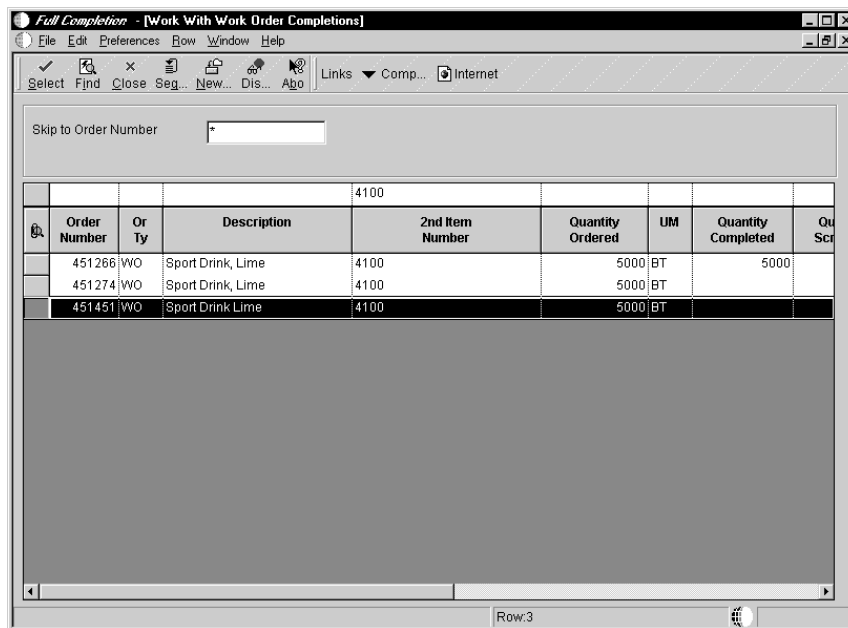 Full Completion - [Work With Work Order Completions]
File Edit Preferences Row Window Help
Select Find Close Seq... New... Dis... Abo Links Comp... Internet
Skip to Order Number *
4100
Order Number Or Ty Description 2nd Item Number Quantity Ordered UM Quantity Completed Qu Scr
451266 WO Sport Drink, Lime 4100 5000 BT 5000
451274 WO Sport Drink, Lime 4100 5000 BT
451451 WO Sport Drink Lime 4100 5000 BT
Row:3